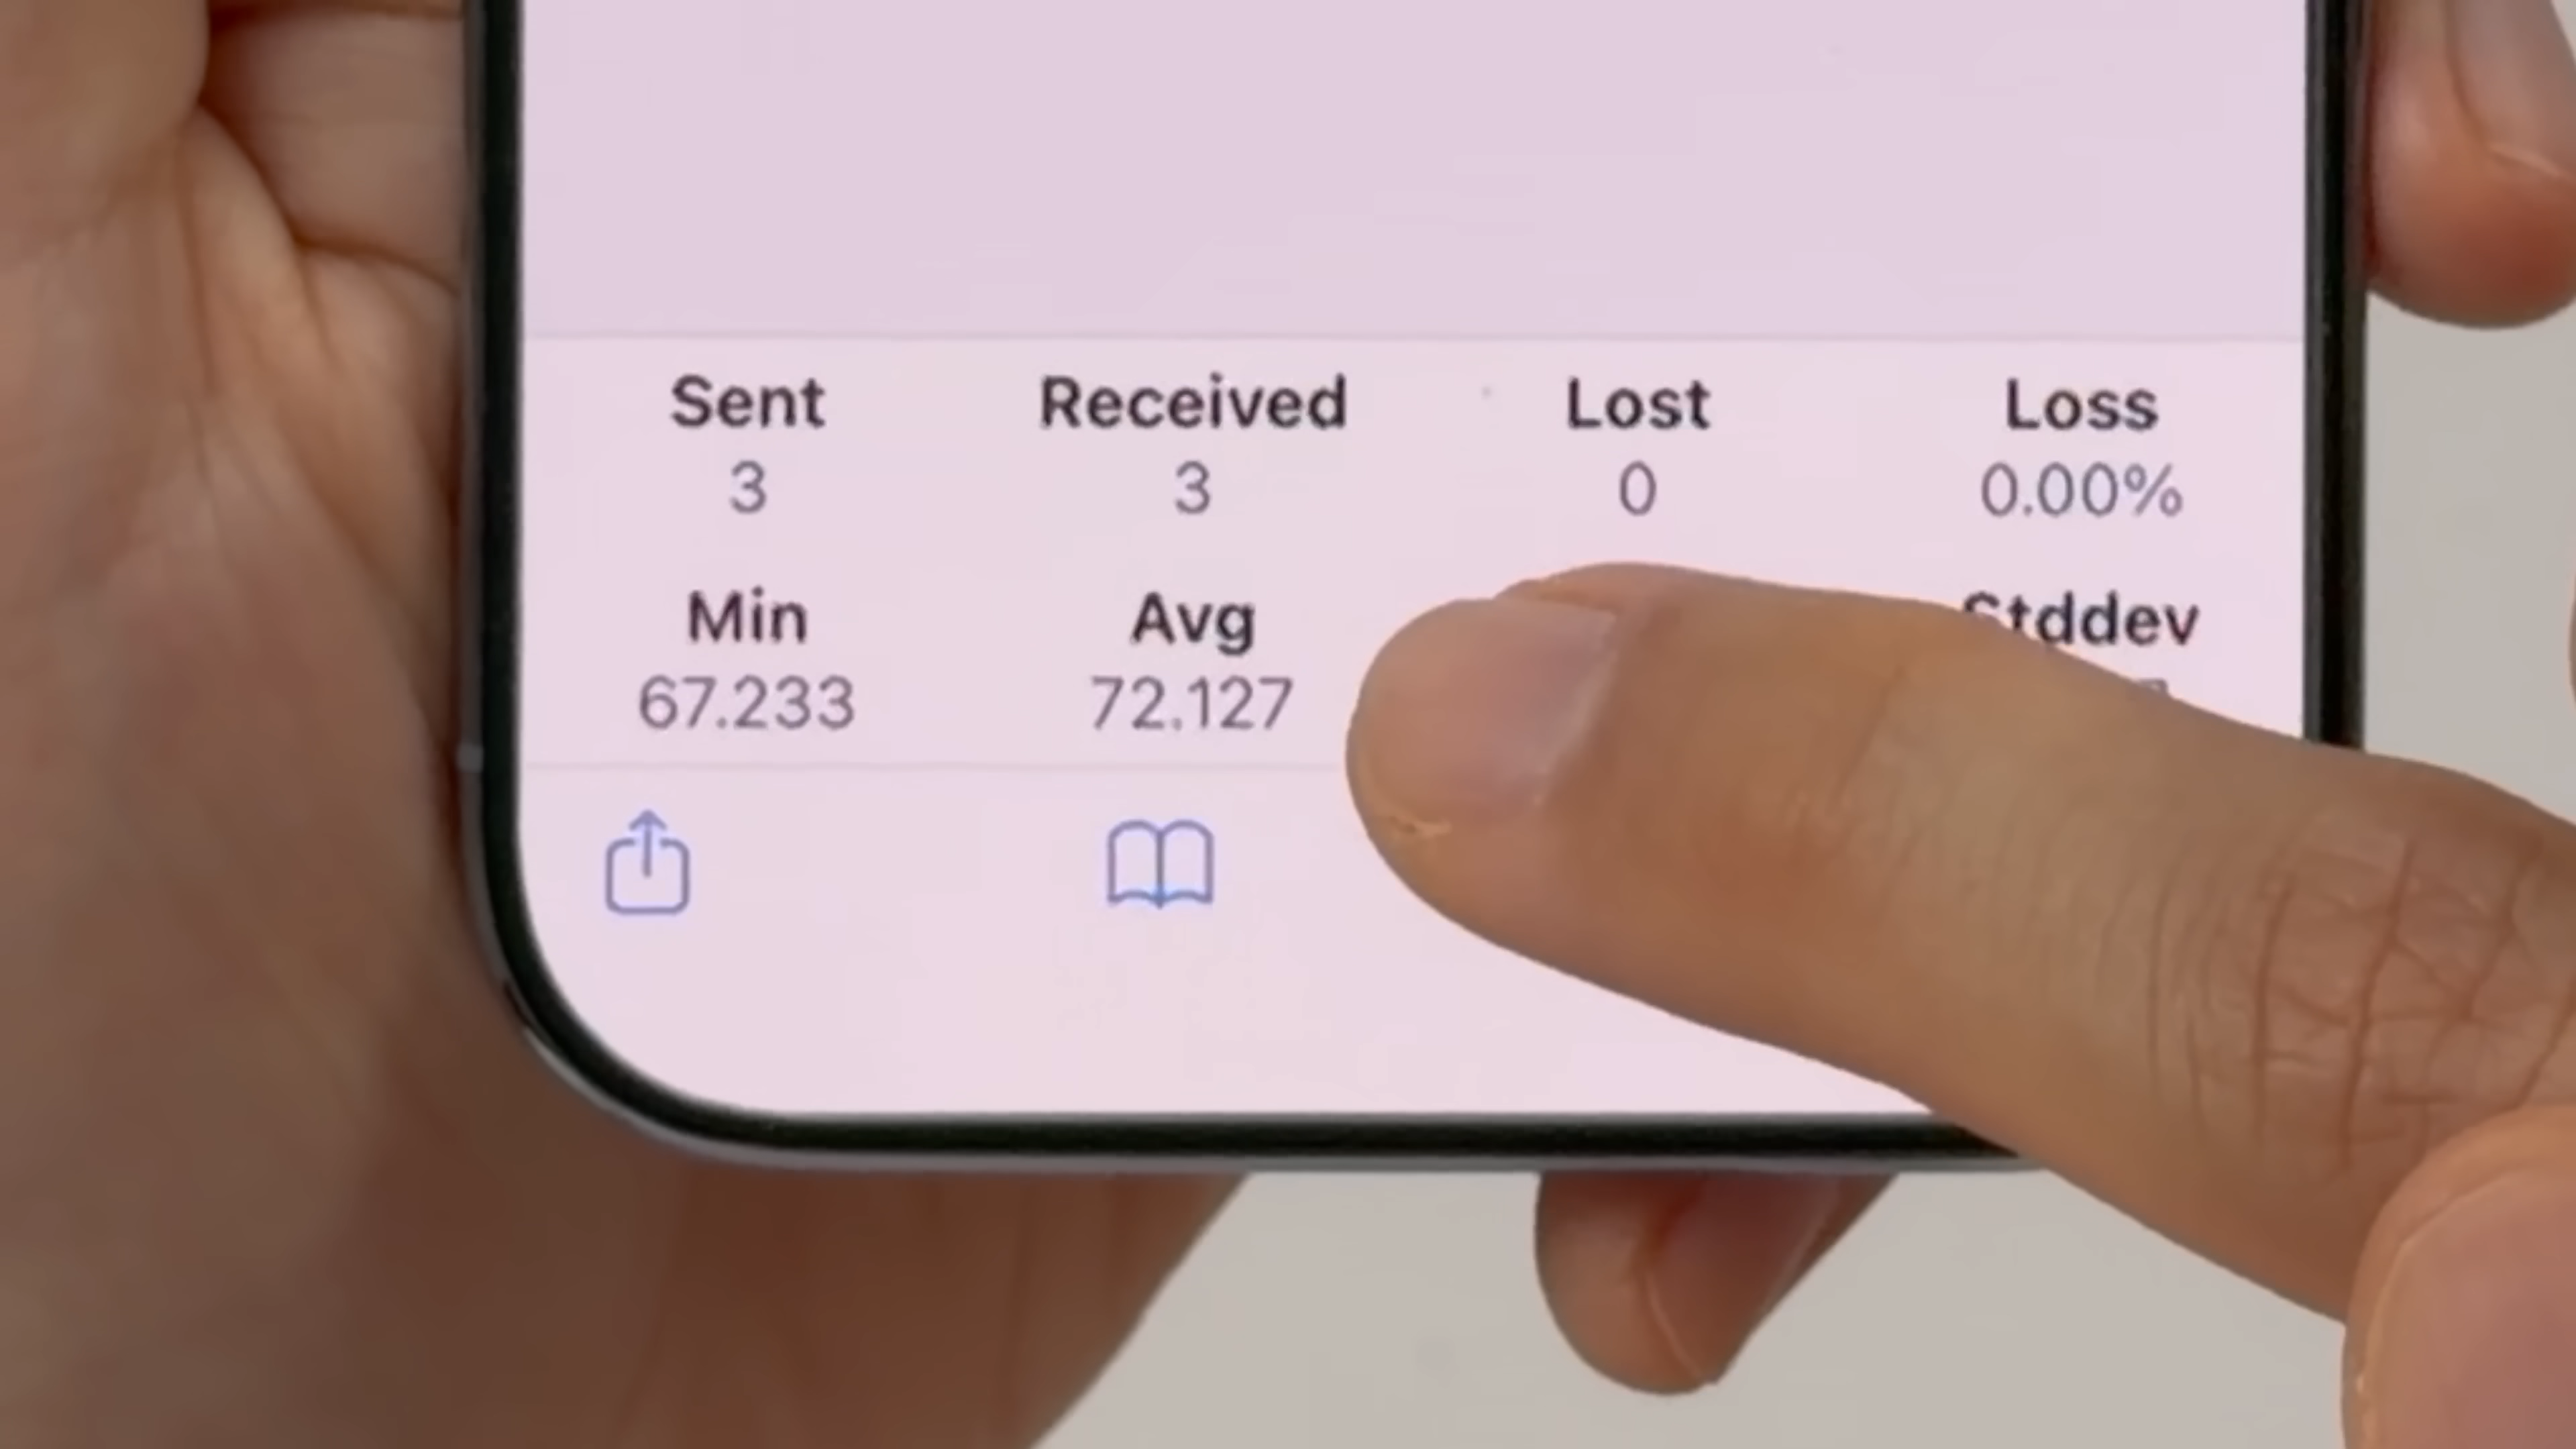 Sent Received Lost Loss
3 3 0 0.00%
Min Avg Stddev
67.233 72.127